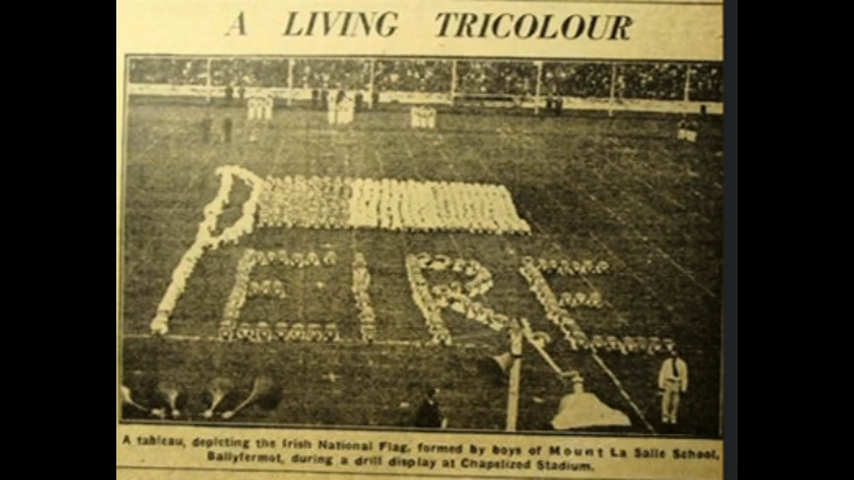 A LIVING TRICOLOUR
EIRE
A tableau, depicting the Irish National Flag, formed by boys of Mount La Salle School,
Ballyfermot, during a drill display at Chapelizod Stadium.